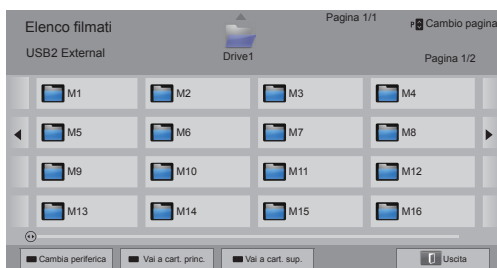 Elenco filmati
Pagina 1/1
P Cambio pagina
USB2 External
Drive1
Pagina 1/2
M1 M2 M3 M4
M5 M6 M7 M8
M9 M10 M11 M12
M13 M14 M15 M16
Cambia periferica Vai a cart. princ. Vai a cart. sup. Uscita